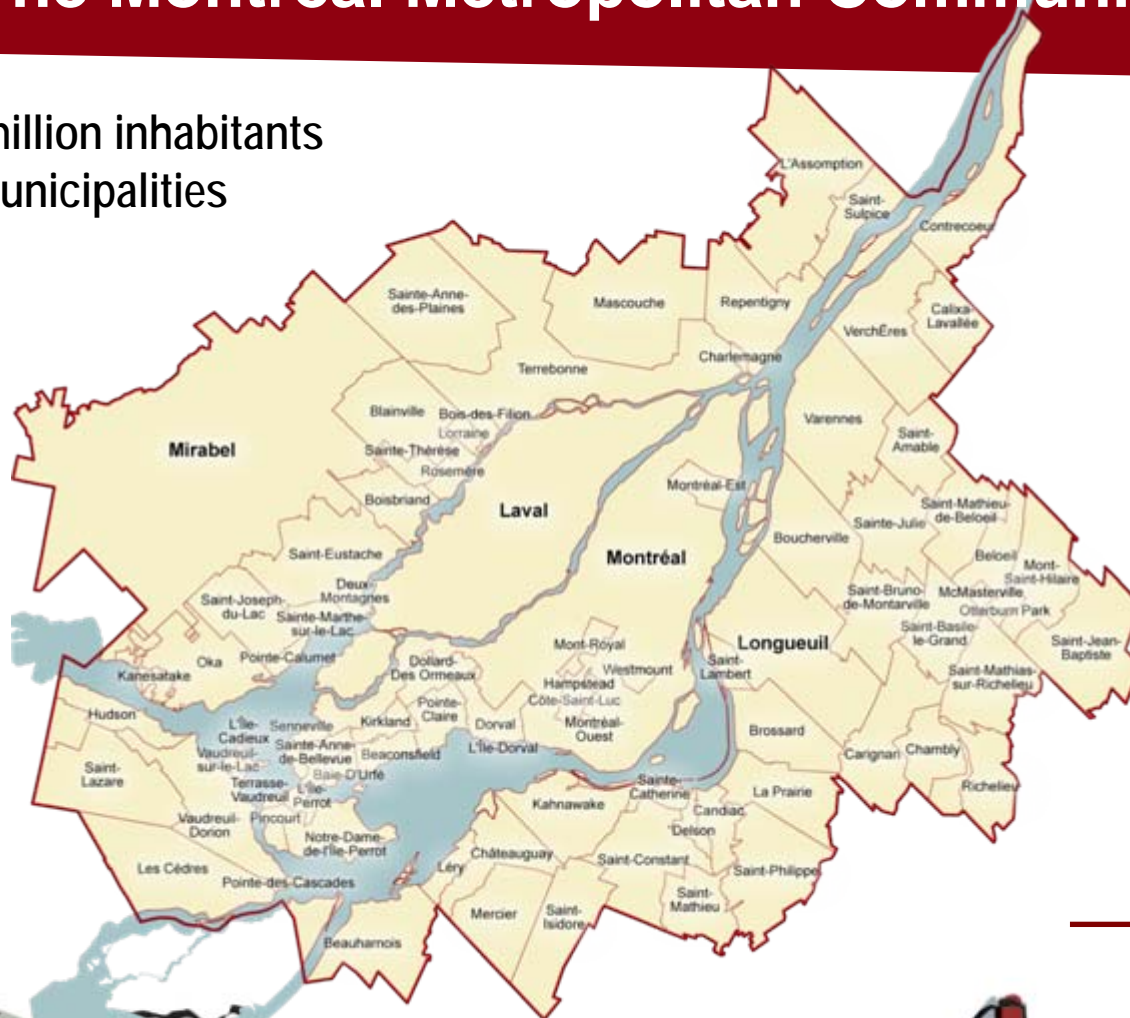 Montreal Metropolitan
million inhabitants
unicipalities
L'Assomption
Saint-
Sulpice
Contrecoeur
Sainte-Anne-
des-Plaines
Mascouche
Repentigny
Calixa-
Lavallée
VerchÈres
Charlemagne
Terrebonne
Blainville
Bois-des-Filion
Lorraine
Varennes
Saint-
Amable
Mirabel
Sainte-Thérèse
Rosemère
Boisbriand
Montréal-Est
Laval
Saint-Mathieu-
de-Beloeil
Sainte-Julie
Boucherville
Saint-Eustache
Montréal
Beloeil
Mont-
Saint-Hilaire
Deux-
Montagnes
Saint-Joseph-
du-Lac
Sainte-Marthe-
sur-le-Lac
Saint-Bruno-
de-Montarville
McMasterville
Otterburn Park
Saint-Basile-
le-Grand
Mont-Royal
Longueuil
Saint-Jean-
Baptiste
Oka
Pointe-Calumet
Kanesatake
Dollard-
Des Ormeaux
Westmount
Hampstead
Côte-Saint-Luc
Saint-
Lambert
Saint-Mathias-
sur-Richelieu
Hudson
L'Île-
Cadieux
Senneville
Kirkland
Pointe-
Claire
Dorval
Montréal-
Ouest
Brossard
Vaudreuil-
sur-le-Lac
Sainte-Anne-
de-Bellevue
Beaconsfield
L'Île-Dorval
Carignan
Chambly
Saint-
Lazare
Baie-D'Urfé
Terrasse-
Vaudreuil
L'Île-
Perrot
Sainte-
Catherine
La Prairie
Richelieu
Kahnawake
Candiac
Vaudreuil-
Dorion
Pincourt
Delson
Notre-Dame-
de-l'Île-Perrot
Châteauguay
Saint-Constant
Les Cèdres
Léry
Saint-Philippe
Pointe-des-Cascades
Saint-
Mathieu
Mercier
Saint-
Isidore
Beauharnois